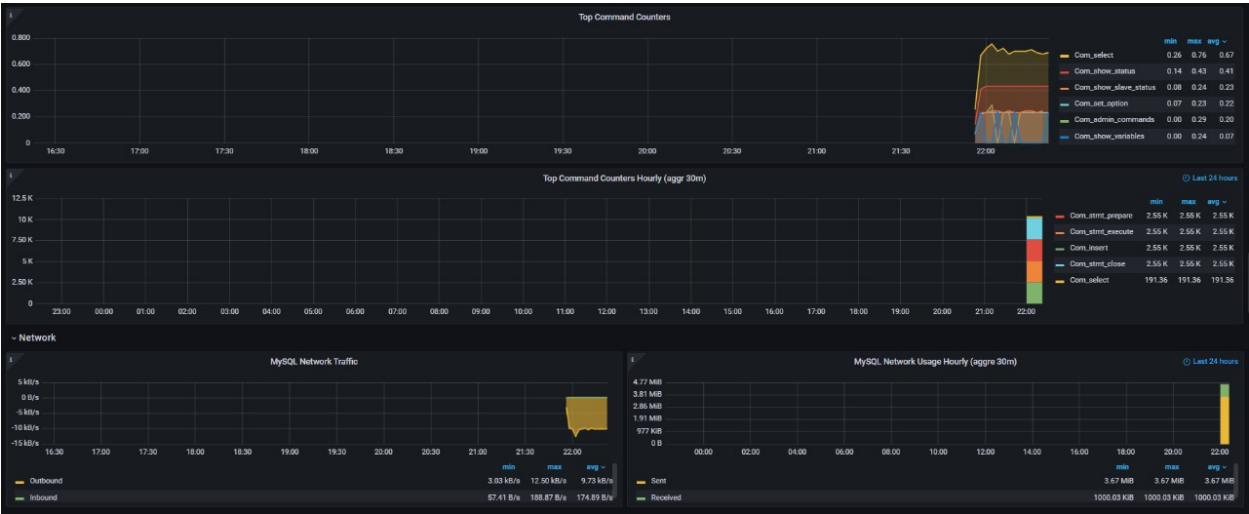 Top Command Counters
0.800
0.600
0.400
0.200
0
16:30 17:00 17:30 18:00 18:30 19:00 19:30 20:00 20:30 21:00 21:30 22:00
min max avg
Com_select 0.26 0.76 0.67
Com_show_status 0.14 0.43 0.41
Com_show_slave_status 0.08 0.24 0.23
Com_set_option 0.07 0.23 0.22
Com_admin_commands 0.00 0.29 0.20
Com_show_variables 0.00 0.24 0.07
Top Command Counters Hourly (aggr 30m)
Last 24 hours
12.5 K
10 K
7.50 K
5 K
2.50 K
0
23:00 00:00 01:00 02:00 03:00 04:00 05:00 06:00 07:00 08:00 09:00 10:00 11:00 12:00 13:00 14:00 15:00 16:00 17:00 18:00 19:00 20:00 21:00 22:00
min max avg
Com_stmt_prepare 2.55 K 2.55 K 2.55 K
Com_stmt_execute 2.55 K 2.55 K 2.55 K
Com_insert 2.55 K 2.55 K 2.55 K
Com_stmt_close 2.55 K 2.55 K 2.55 K
Com_select 191.36 191.36 191.36
Network
MySQL Network Traffic
5 kB/s
0 B/s
-5 kB/s
-10 kB/s
-15 kB/s
16:30 17:00 17:30 18:00 18:30 19:00 19:30 20:00 20:30 21:00 21:30 22:00
min max avg
Outbound 3.03 kB/s 12.50 kB/s 9.73 kB/s
Inbound 57.41 B/s 188.87 B/s 174.89 B/s
MySQL Network Usage Hourly (aggre 30m)
Last 24 hours
4.77 MiB
3.81 MiB
2.86 MiB
1.91 MiB
977 KiB
0 B
00:00 02:00 04:00 06:00 08:00 10:00 12:00 14:00 16:00 18:00 20:00 22:00
min max avg
Sent 3.67 MiB 3.67 MiB 3.67 MiB
Received 1000.03 KiB 1000.03 KiB 1000.03 KiB